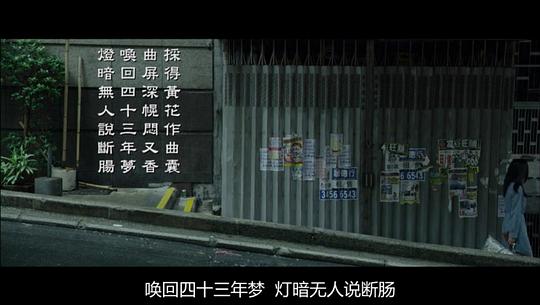 採得黃花作曲囊
曲屏深幌悶又香
喚回四十三年夢
燈暗無人說斷腸
唤回四十三年梦 灯暗无人说断肠